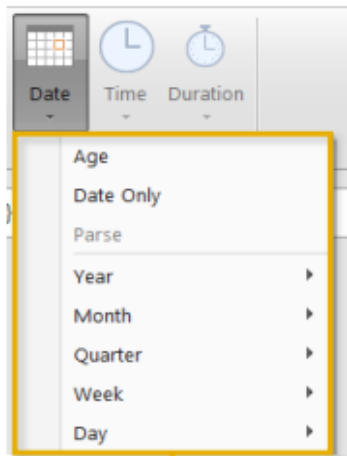 Date Time Duration
Age
Date Only
Parse
Year
Month
Quarter
Week
Day